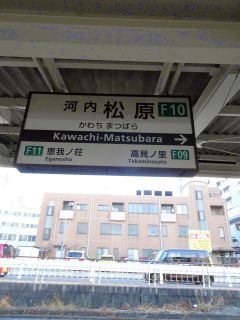 河内 松原 F10
かわち まつばら
Kawachi-Matsubara →
F11 恵我ノ荘 高見ノ里 F09
Eganosho Takaminosato